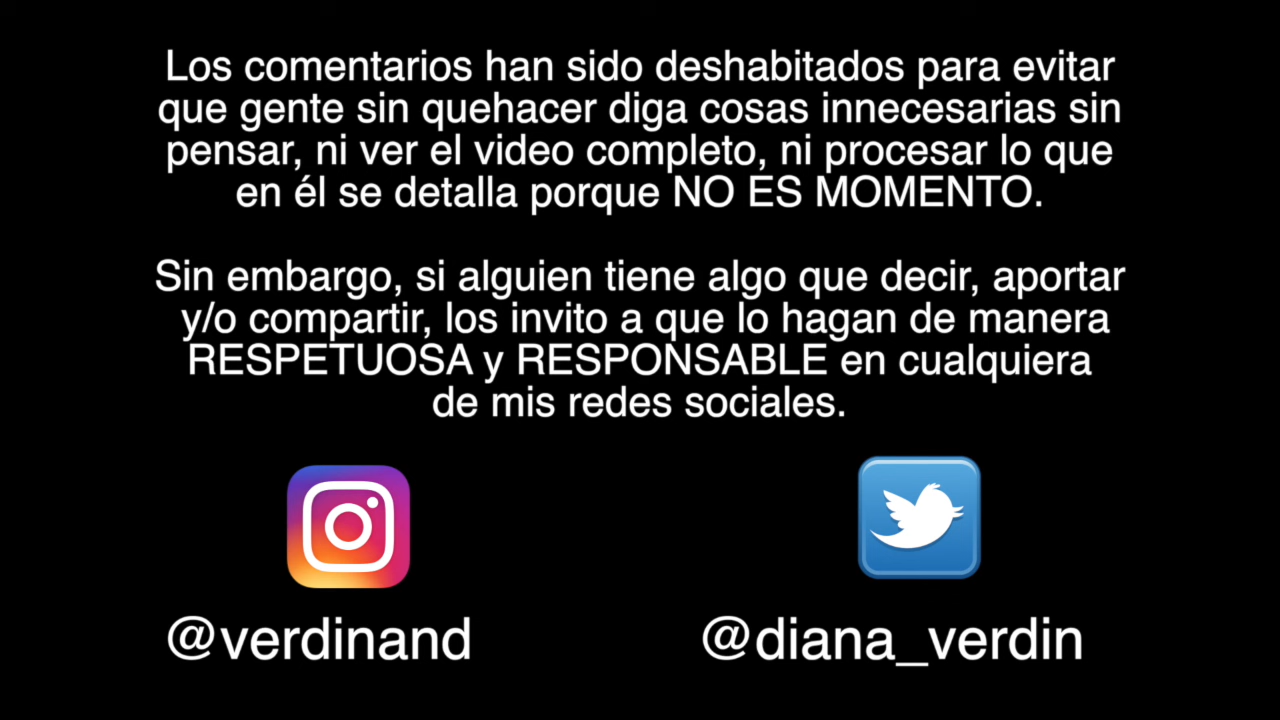 Los comentarios han sido deshabitados para evitar
que gente sin quehacer diga cosas innecesarias sin
pensar, ni ver el video completo, ni procesar lo que
en él se detalla porque NO ES MOMENTO.
Sin embargo, si alguien tiene algo que decir, aportar
y/o compartir, los invito a que lo hagan de manera
RESPETUOSA y RESPONSABLE en cualquiera
de mis redes sociales.
@verdinand
@diana_verdin